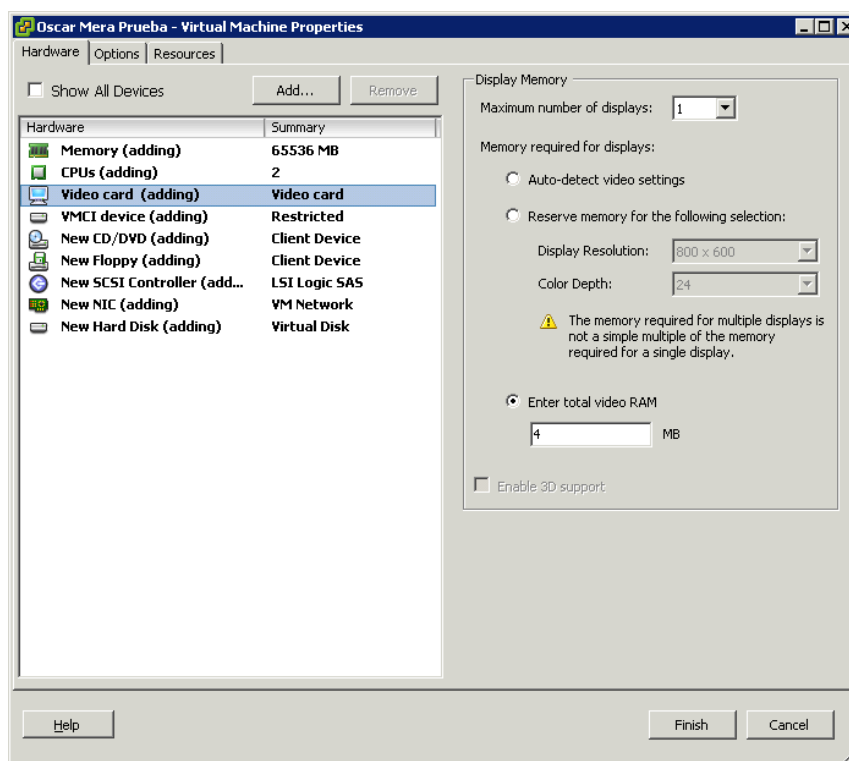 Oscar Mera Prueba - Virtual Machine Properties
Hardware Options Resources
Show All Devices Add... Remove
Hardware Summary
Memory (adding) 65536 MB
CPUs (adding) 2
Video card (adding) Video card
VMCI device (adding) Restricted
New CD/DVD (adding) Client Device
New Floppy (adding) Client Device
New SCSI Controller (add... LSI Logic SAS
New NIC (adding) VM Network
New Hard Disk (adding) Virtual Disk
Display Memory
Maximum number of displays: 1
Memory required for displays:
Auto-detect video settings
Reserve memory for the following selection:
Display Resolution: 800 x 600
Color Depth: 24
The memory required for multiple displays is
not a simple multiple of the memory
required for a single display.
Enter total video RAM
4 MB
Enable 3D support
Help Finish Cancel